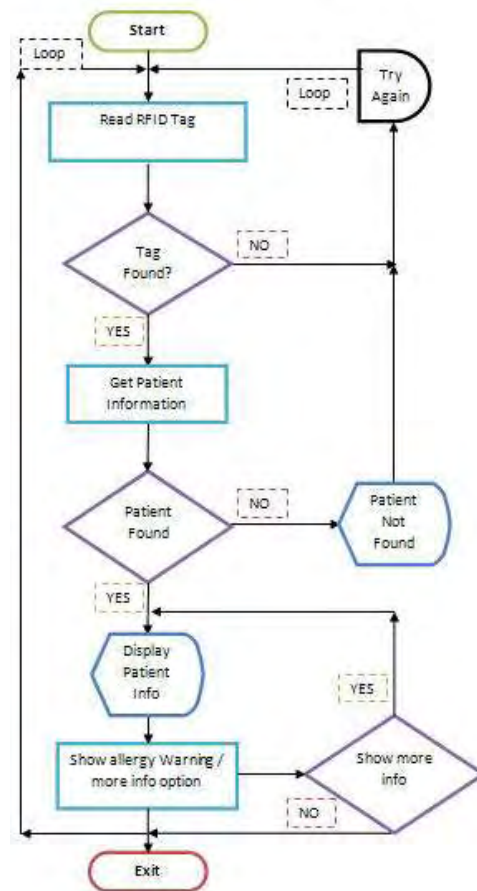 Start
Loop
Try
Again
Loop
Read RFID Tag
Tag
Found?
NO
YES
Get Patient
Information
Patient
Found
NO
Patient
Not
Found
YES
Display
Patient
Info
YES
Show allergy Warning /
more info option
Show more
info
NO
Exit